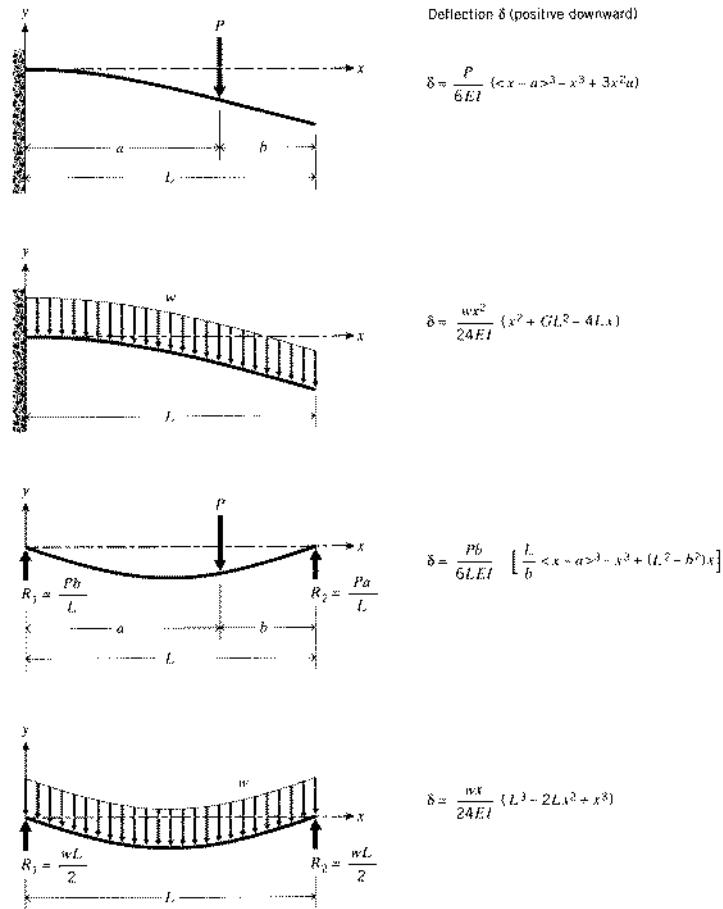 Deflection δ (positive downward)
y
P
x
a
b
L
δ = P/6EI (<x − a>³ − x³ + 3x²a)
y
w
x
L
δ = wx²/24EI (x² + 6L² − 4Lx)
y
P
x
R₁ = Pb/L
R₂ = Pa/L
a
b
L
δ = Pb/6LEI [L/b <x − a>³ − x³ + (L² − b²)x]
y
w
x
R₁ = wL/2
R₂ = wL/2
L
δ = wx/24EI (L³ − 2Lx² + x³)